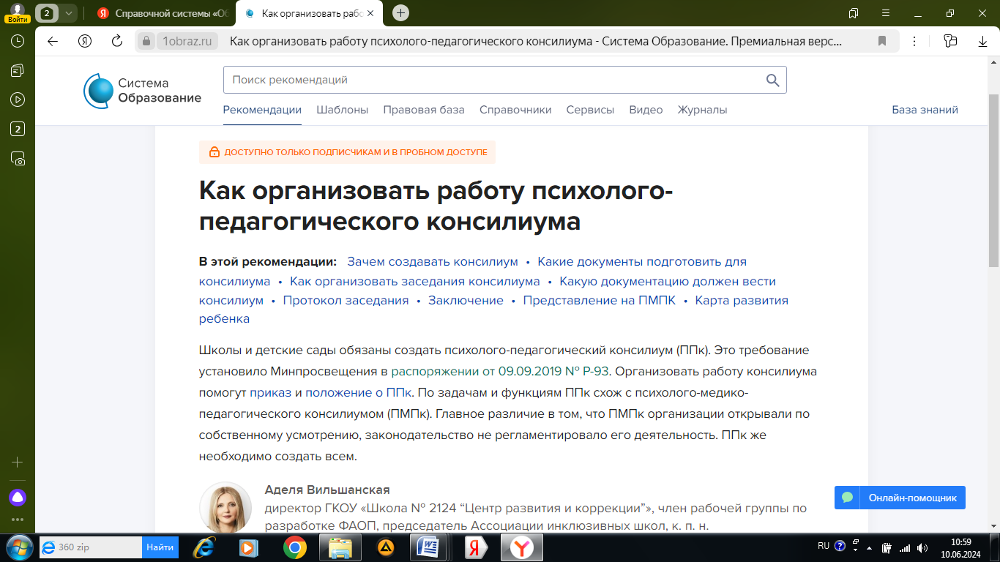 Войти
2
Справочной системы «Об
Как организовать рабо
1obraz.ru
Как организовать работу психолого-педагогического консилиума - Система Образование. Премиальная верс...
2
Система
Образование
Поиск рекомендаций
Рекомендации Шаблоны Правовая база Справочники Сервисы Видео Журналы База знаний
ДОСТУПНО ТОЛЬКО ПОДПИСЧИКАМ И В ПРОБНОМ ДОСТУПЕ
Как организовать работу психолого-
педагогического консилиума
В этой рекомендации: Зачем создавать консилиум • Какие документы подготовить для
консилиума • Как организовать заседания консилиума • Какую документацию должен вести
консилиум • Протокол заседания • Заключение • Представление на ПМПК • Карта развития
ребенка
Школы и детские сады обязаны создать психолого-педагогический консилиум (ППк). Это требование
установило Минпросвещения в распоряжении от 09.09.2019 № Р-93. Организовать работу консилиума
помогут приказ и положение о ППк. По задачам и функциям ППк схож с психолого-медико-
педагогического консилиумом (ПМПк). Главное различие в том, что ПМПк организации открывали по
собственному усмотрению, законодательство не регламентировало его деятельность. ППк же
необходимо создать всем.
Аделя Вильшанская
директор ГКОУ «Школа № 2124 “Центр развития и коррекции”», член рабочей группы по
разработке ФАОП, председатель Ассоциации инклюзивных школ, к. п. н.
Онлайн-помощник
360 zip
Найти
RU
10:59
10.06.2024